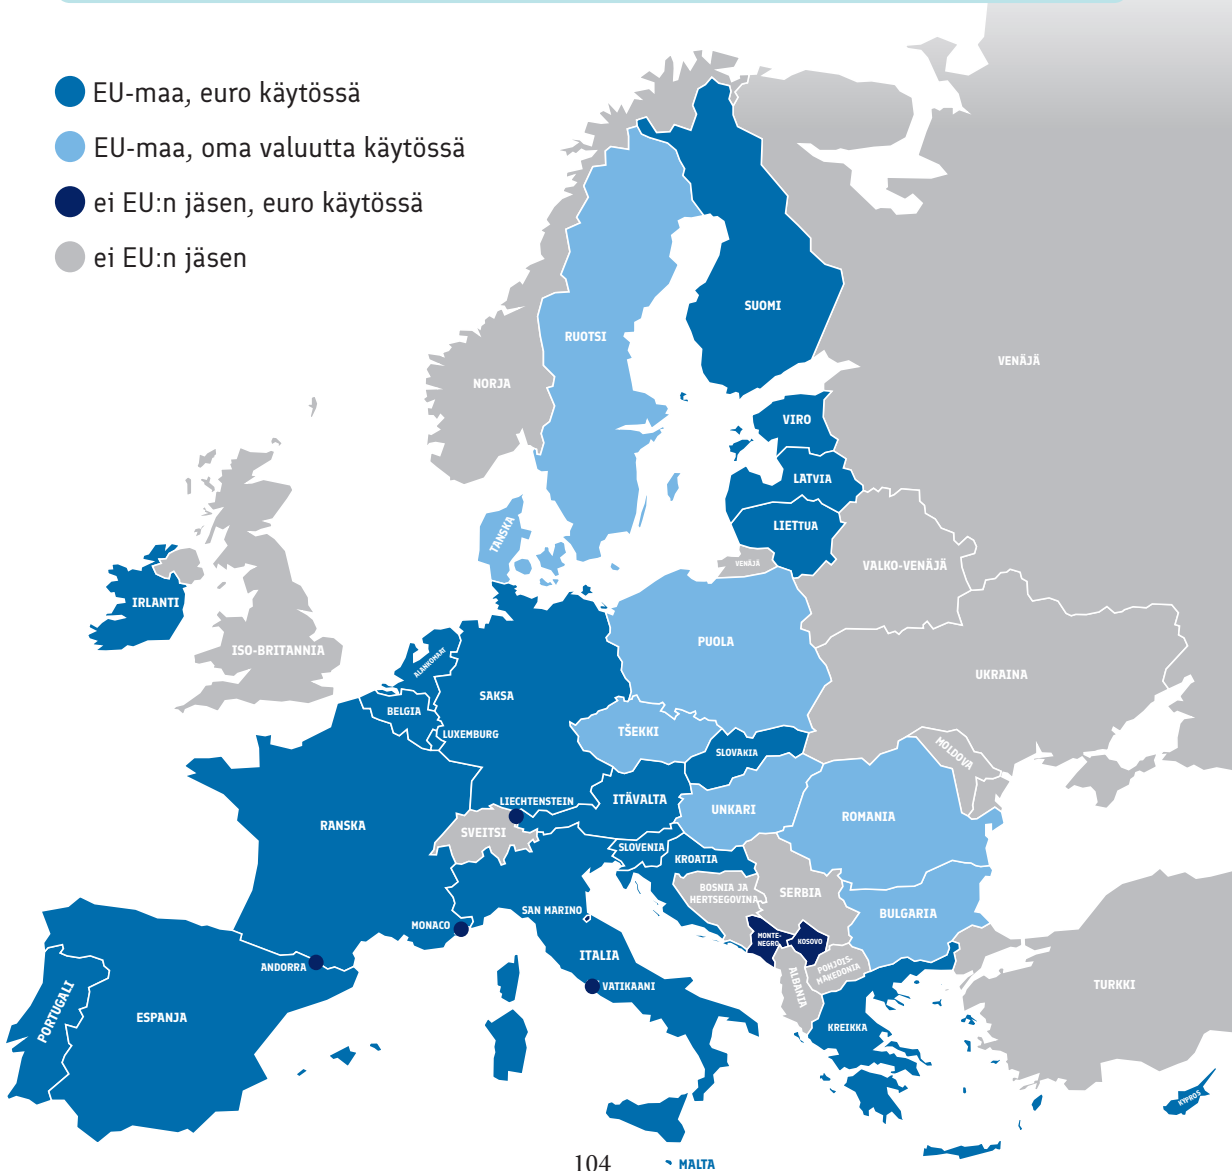 EU-maa, euro käytössä
EU-maa, oma valuutta käytössä
ei EU:n jäsen, euro käytössä
ei EU:n jäsen
SUOMI
RUOTSI
VENÄJÄ
NORJA
VIRO
LATVIA
LIETTUA
TANSKA
VENÄJÄ
VALKO-VENÄJÄ
IRLANTI
ISO-BRITANNIA
PUOLA
ALANKOMAAT
UKRAINA
SAKSA
BELGIA
LUXEMBURG
TŠEKKI
SLOVAKIA
MOLDOVA
LIECHTENSTEIN
ITÄVALTA
UNKARI
ROMANIA
RANSKA
SVEITSI
SLOVENIA
KROATIA
BOSNIA JA
HERTSEGOVINA
SERBIA
SAN MARINO
BULGARIA
MONACO
MONTE-
NEGRO
KOSOVO
ITALIA
ANDORRA
POHJOIS-
MAKEDONIA
ALBANIA
VATIKAANI
TURKKI
PORTUGALI
ESPANJA
KREIKKA
KYPROS
MALTA
104